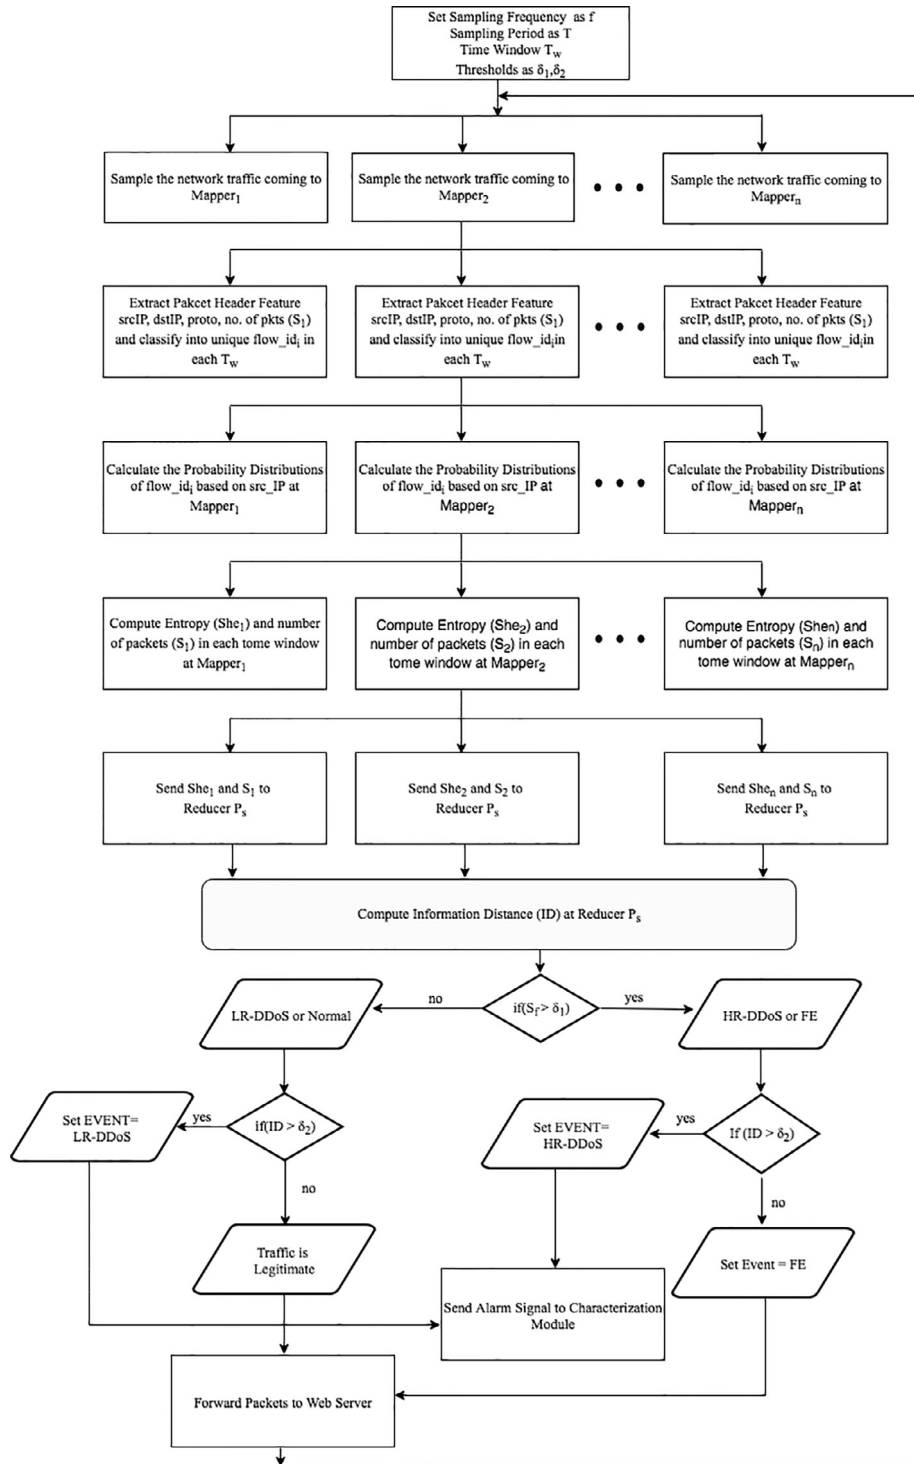 Set Sampling Frequency as f
Sampling Period as T
Time Window T_w
Thresholds as δ₁,δ₂
Sample the network traffic coming to
Mapper₁
Sample the network traffic coming to
Mapper₂
Sample the network traffic coming to
Mapperₙ
Extract Pakcet Header Feature
srcIP, dstIP, proto, no. of pkts (S₁)
and classify into unique flow_idᵢ in
each T_w
Extract Pakcet Header Feature
srcIP, dstIP, proto, no. of pkts (S₁)
and classify into unique flow_idᵢin
each T_w
Extract Pakcet Header Feature
srcIP, dstIP, proto, no. of pkts (S₁)
and classify into unique flow_idᵢin
each T_w
Calculate the Probability Distributions
of flow_idᵢ based on src_IP at
Mapper₁
Calculate the Probability Distributions
of flow_idᵢ based on src_IP at
Mapper₂
Calculate the Probability Distributions
of flow_idᵢ based on src_IP at
Mapperₙ
Compute Entropy (She₁) and number
of packets (S₁) in each tome window
at Mapper₁
Compute Entropy (She₂) and
number of packets (S₂) in each
tome window at Mapper₂
Compute Entropy (Shen) and
number of packets (Sₙ) in each
tome window at Mapperₙ
Send She₁ and S₁ to
Reducer Pₛ
Send She₂ and S₂ to
Reducer Pₛ
Send Sheₙ and Sₙ to
Reducer Pₛ
Compute Information Distance (ID) at Reducer Pₛ
LR-DDoS or Normal
no
if(S_f > δ₁)
yes
HR-DDoS or FE
Set EVENT=
LR-DDoS
yes
if(ID > δ₂)
Set EVENT=
HR-DDoS
yes
If (ID > δ₂)
no
no
Traffic is
Legitimate
Set Event = FE
Send Alarm Signal to Characterization
Module
Forward Packets to Web Server